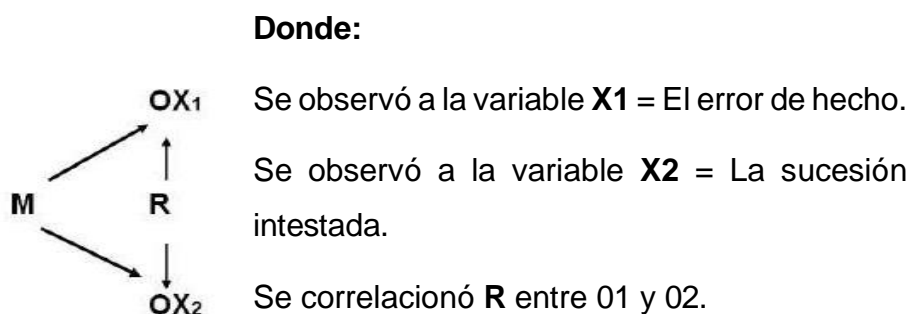 Donde:
OX1 Se observó a la variable X1 = El error de hecho.
Se observó a la variable X2 = La sucesión
M R intestada.
OX2 Se correlacionó R entre 01 y 02.